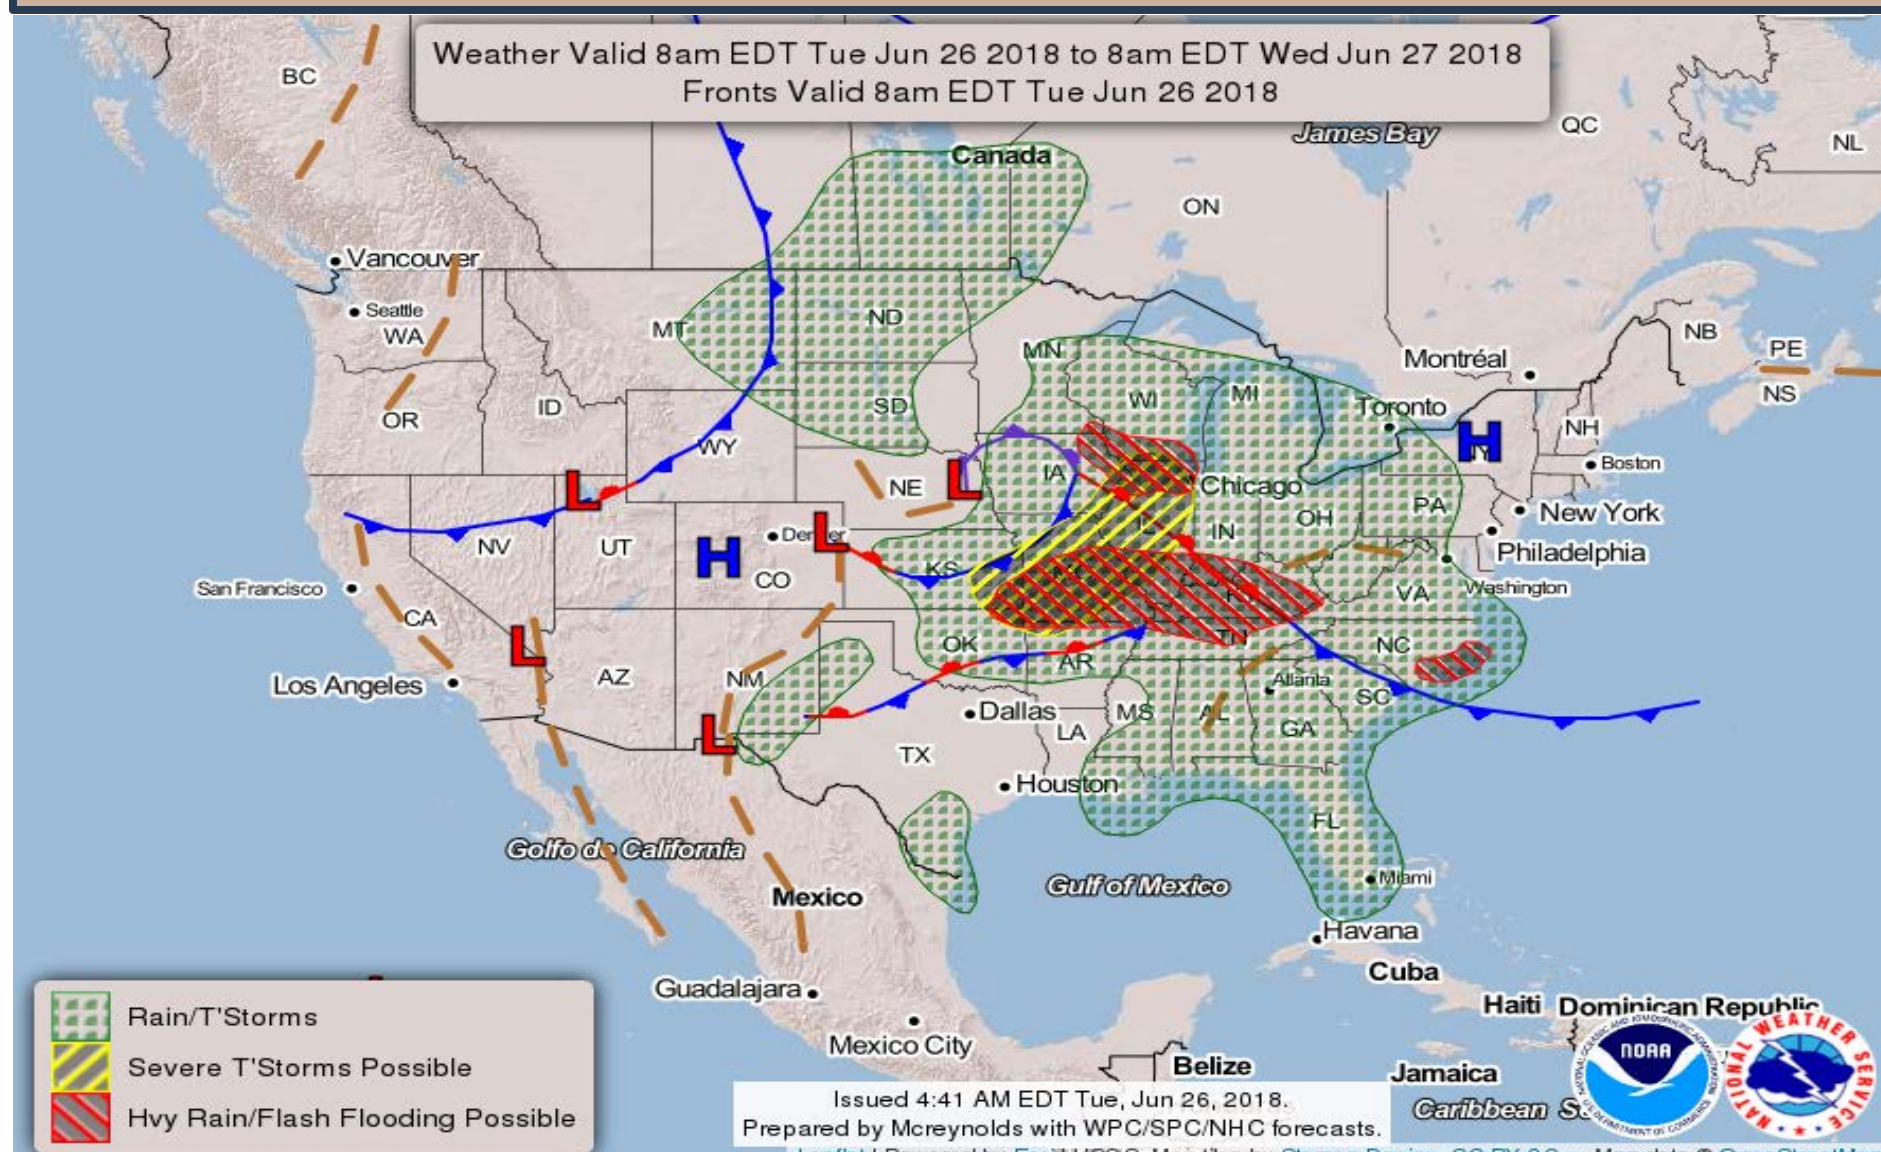 Weather Valid 8am EDT Tue Jun 26 2018 to 8am EDT Wed Jun 27 2018
Fronts Valid 8am EDT Tue Jun 26 2018
BC
James Bay
QC
NL
Canada
ON
Vancouver
Seattle
WA
MT
ND
MN
Montréal
NB
PE
NS
OR
ID
SD
WI
MI
Toronto
WY
NH
H
NY
Boston
L
L
NE
IA
Chicago
PA
New York
NV
UT
H
Denver
L
CO
KS
IN
OH
Philadelphia
San Francisco
CA
VA
Washington
L
OK
AR
TN
NC
Los Angeles
AZ
NM
Atlanta
SC
L
Dallas
MS
AL
GA
LA
TX
Houston
FL
Golfo de California
Gulf of Mexico
Miami
Mexico
Havana
Cuba
Guadalajara
Haiti
Dominican Republic
Mexico City
Belize
Jamaica
Caribbean
Rain/T'Storms
Severe T'Storms Possible
Hvy Rain/Flash Flooding Possible
Issued 4:41 AM EDT Tue, Jun 26, 2018.
Prepared by Mcreynolds with WPC/SPC/NHC forecasts.
NOAA
NATIONAL WEATHER SERVICE